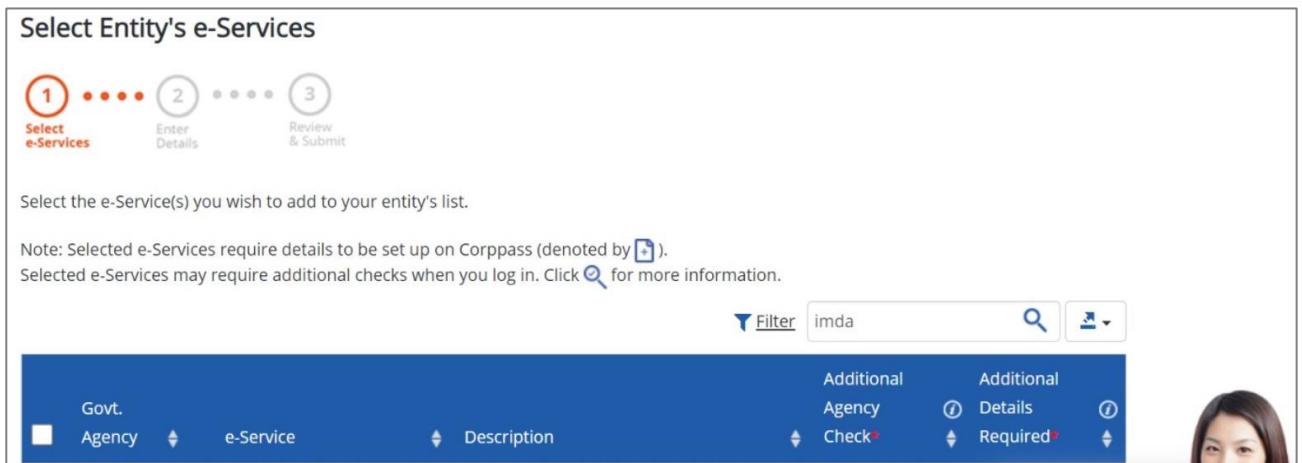 Select Entity's e-Services
1 2 3
Select Enter Review
e-Services Details & Submit
Select the e-Service(s) you wish to add to your entity's list.
Note: Selected e-Services require details to be set up on Corppass (denoted by ).
Selected e-Services may require additional checks when you log in. Click for more information.
Filter imda
Additional Additional
Govt. Agency Details
Agency e-Service Description Check* Required*